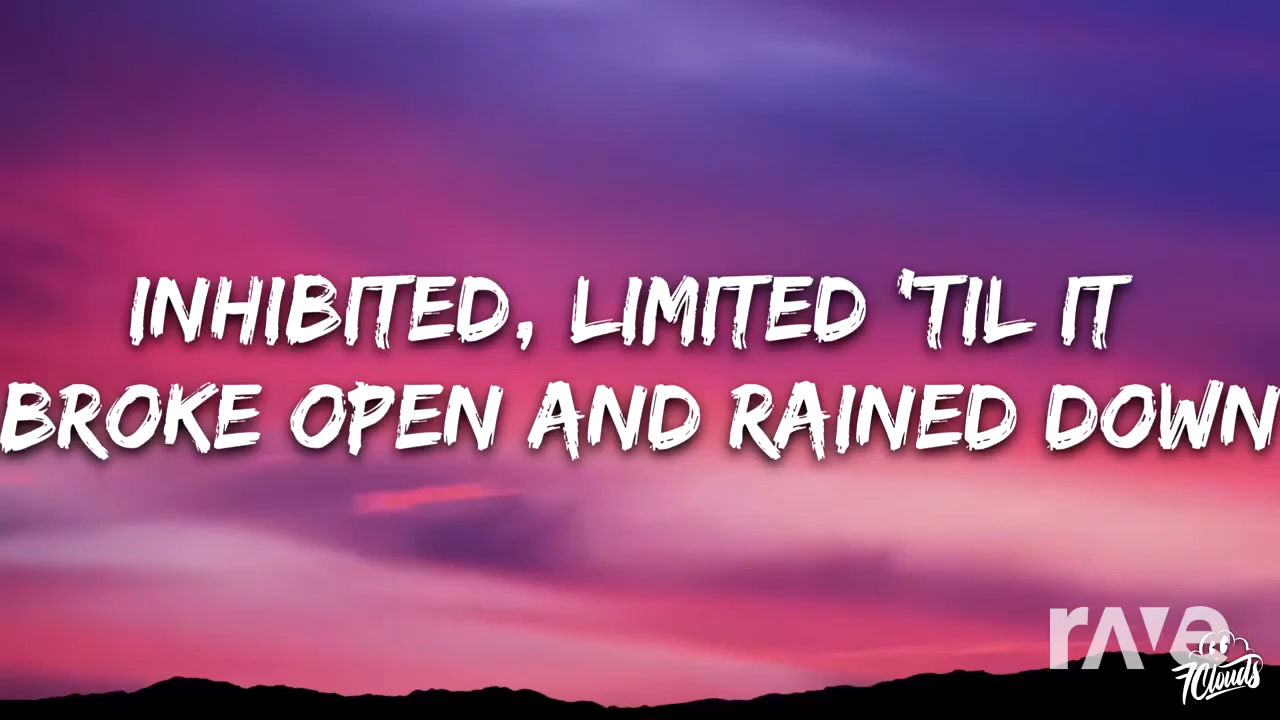 INHIBITED, LIMITED 'TIL IT
BROKE OPEN AND RAINED DOWN
rave
7Clouds